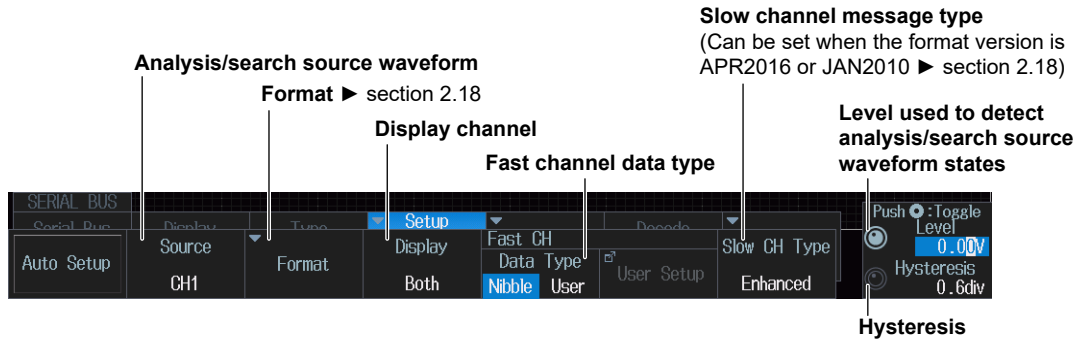 Slow channel message type
(Can be set when the format version is
APR2016 or JAN2010 ► section 2.18)
Analysis/search source waveform
Format ► section 2.18
Level used to detect
analysis/search source
waveform states
Display channel
Fast channel data type
SERIAL BUS
Serial Bus Display Type Setup Decode
Push :Toggle
Level
0.00V
Hysteresis
0.6div
Auto Setup
Source
CH1
Format
Display
Both
Fast CH
Data Type
Nibble User
User Setup
Slow CH Type
Enhanced
Hysteresis